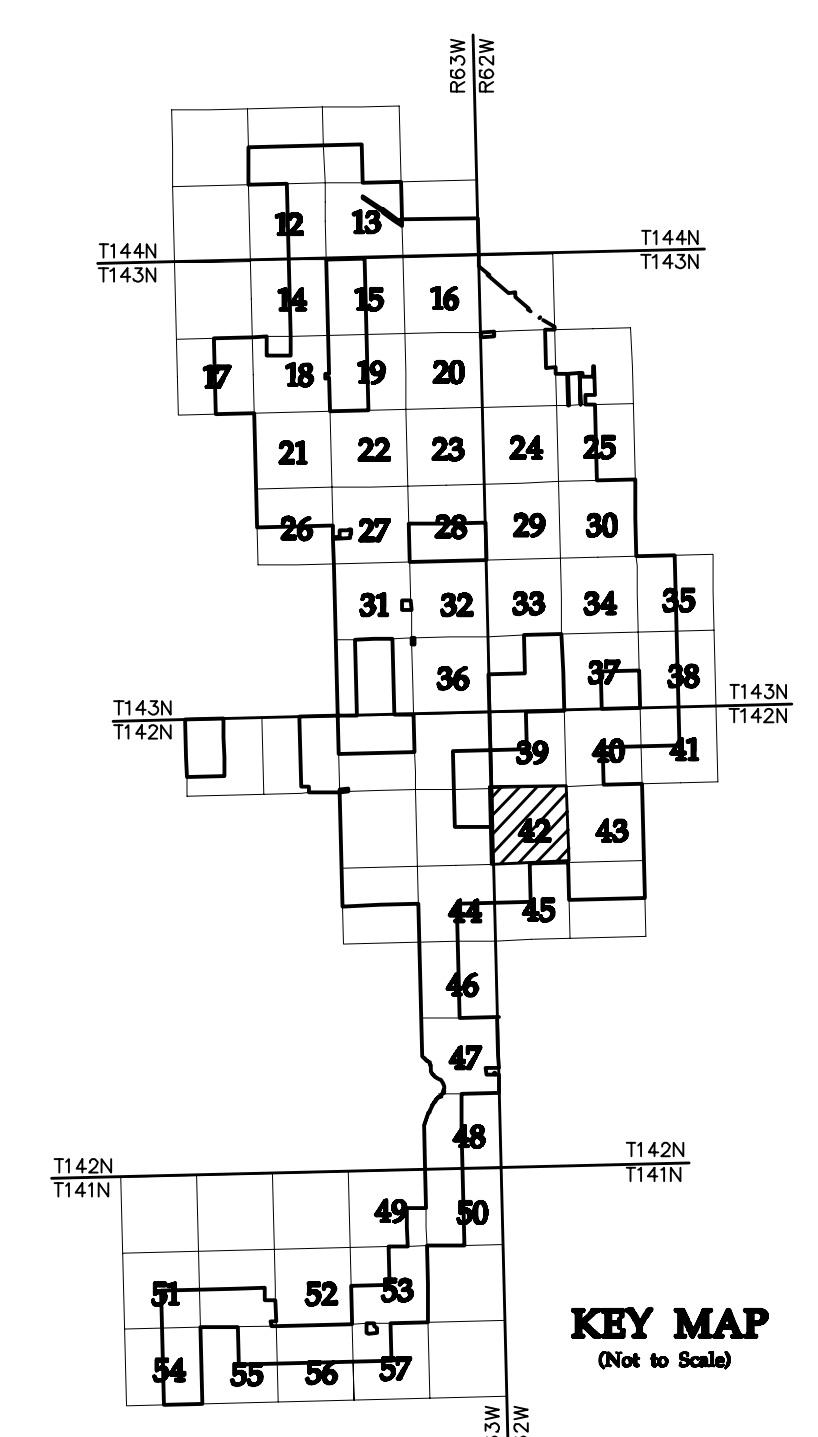 R63W
R62W
12 13
T144N T144N
T143N T143N
14 15 16
17 18 19 20
21 22 23 24 25
26 27 28 29 30
31 32 33 34 35
36 37 38
T143N T143N
T142N T142N
39 40 41
42 43
44 45
46
47
48
T142N T142N
T141N T141N
49 50
51 52 53
KEY MAP
(Not to Scale)
54 55 56 57